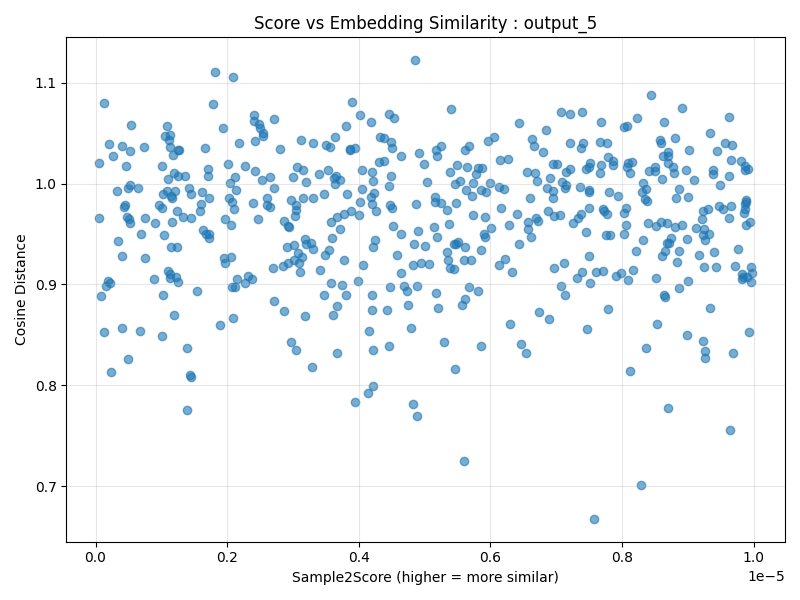 Score vs Embedding Similarity : output_5
Cosine Distance
1.1
1.0
0.9
0.8
0.7
0.0 0.2 0.4 0.6 0.8 1.0
1e−5
Sample2Score (higher = more similar)